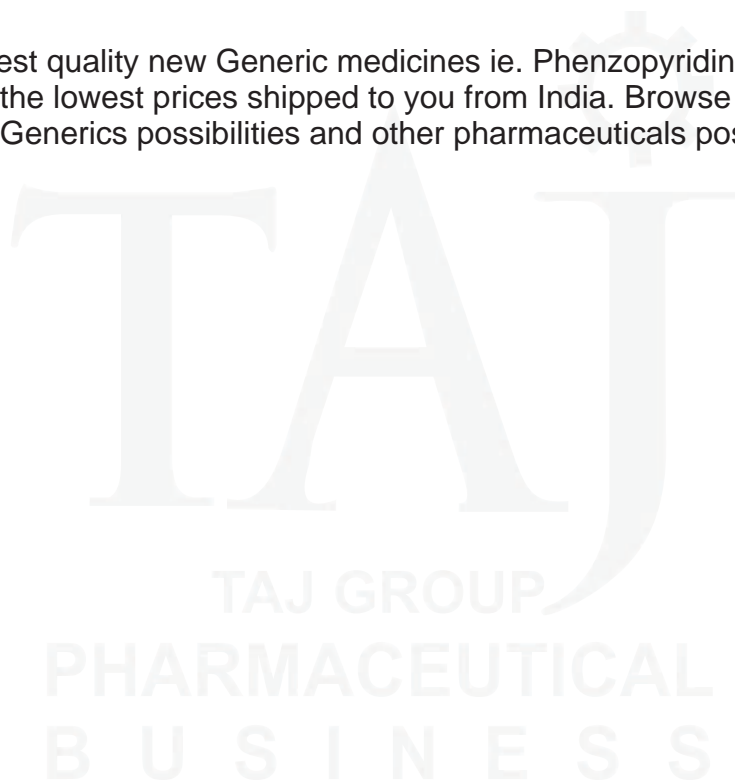 est quality new Generic medicines ie. Phenzopyridin
the lowest prices shipped to you from India. Browse
Generics possibilities and other pharmaceuticals pos
TAJ
TAJ GROUP
PHARMACEUTICAL
BUSINESS